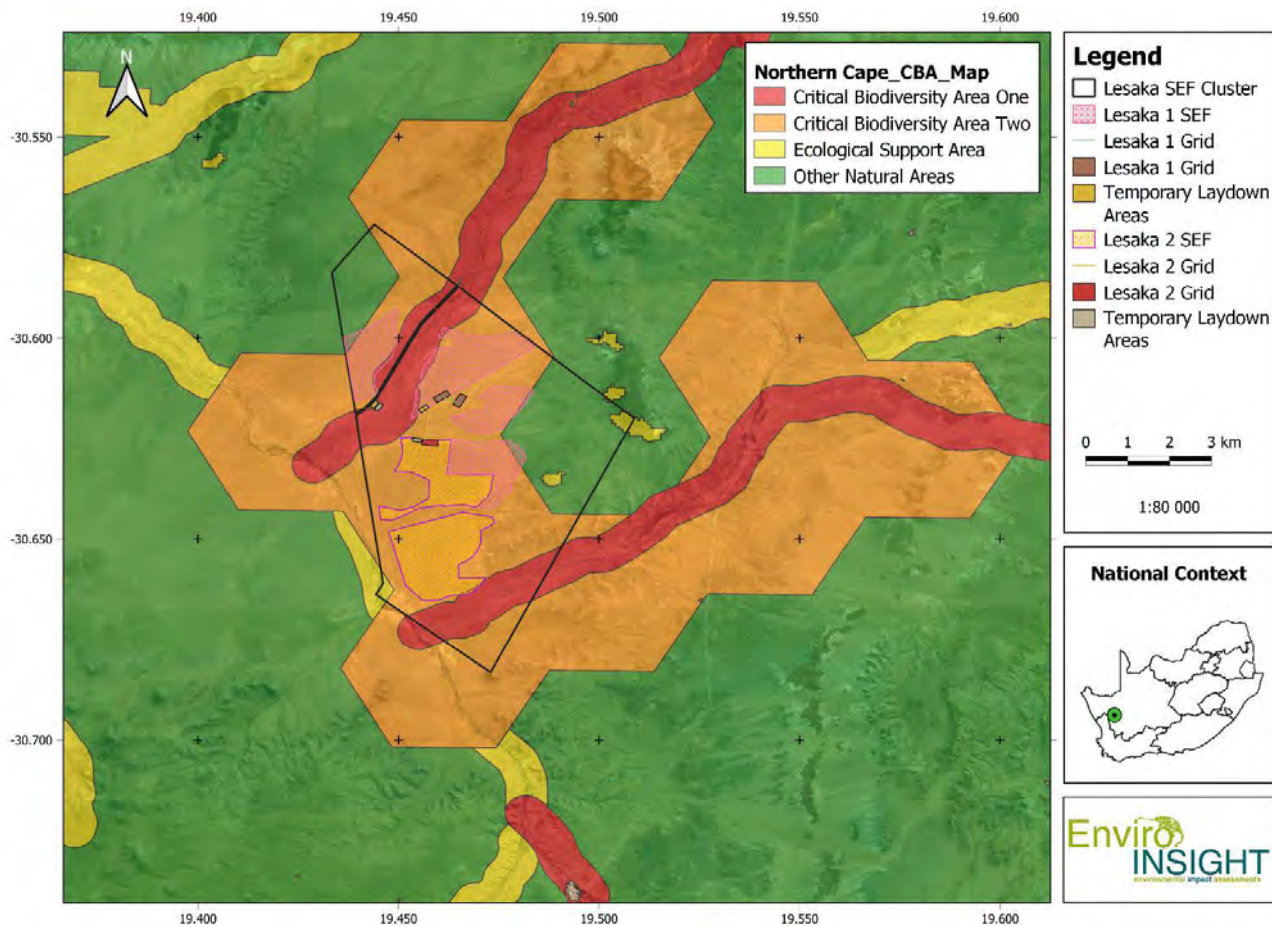 19.400
19.450
19.500
19.550
19.600
N
-30.550
-30.600
-30.650
-30.700
Northern Cape_CBA_Map
Critical Biodiversity Area One
Critical Biodiversity Area Two
Ecological Support Area
Other Natural Areas
19.400
19.450
19.500
19.550
19.600
Legend
Lesaka SEF Cluster
Lesaka 1 SEF
Lesaka 1 Grid
Lesaka 1 Grid
Temporary Laydown
Areas
Lesaka 2 SEF
Lesaka 2 Grid
Lesaka 2 Grid
Temporary Laydown
Areas
0 1 2 3 km
1:80 000
National Context
Enviro
INSIGHT
environmental impact assessments